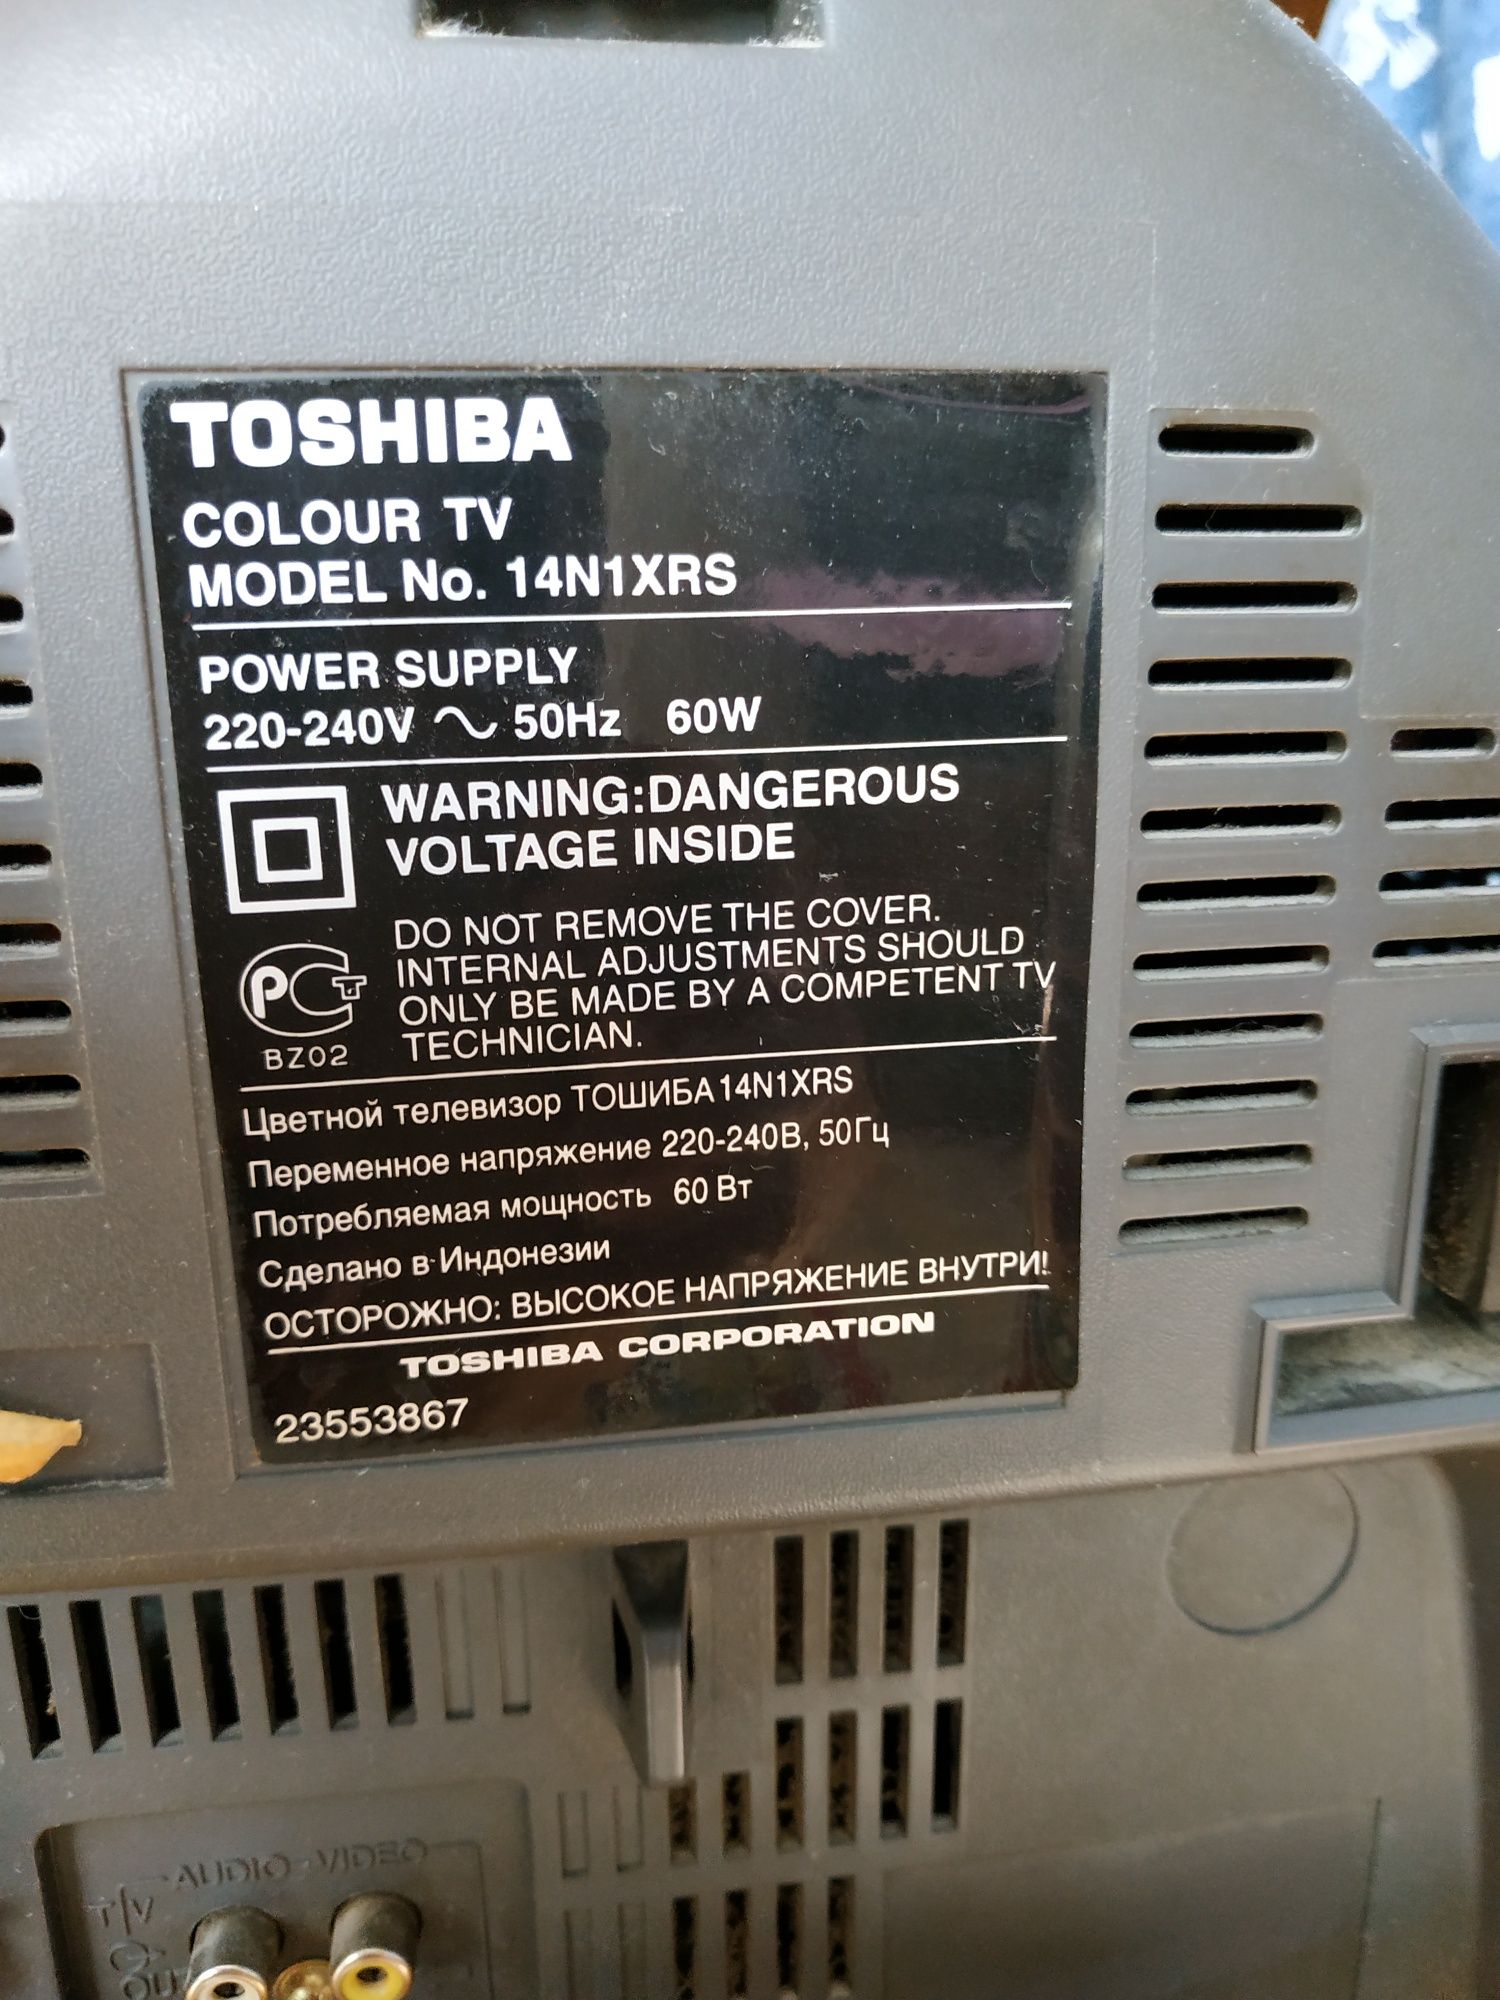 TOSHIBA
COLOUR TV
MODEL No. 14N1XRS
POWER SUPPLY
220-240V ∿ 50Hz 60W
WARNING:DANGEROUS
VOLTAGE INSIDE
DO NOT REMOVE THE COVER.
INTERNAL ADJUSTMENTS SHOULD
ONLY BE MADE BY A COMPETENT TV
TECHNICIAN.
BZ02
Цветной телевизор ТОШИБА 14N1XRS
Переменное напряжение 220-240В, 50Гц
Потребляемая мощность 60 Вт
Сделано в Индонезии
ОСТОРОЖНО: ВЫСОКОЕ НАПРЯЖЕНИЕ ВНУТРИ!
TOSHIBA CORPORATION
23553867
AUDIO VIDEO
T/V